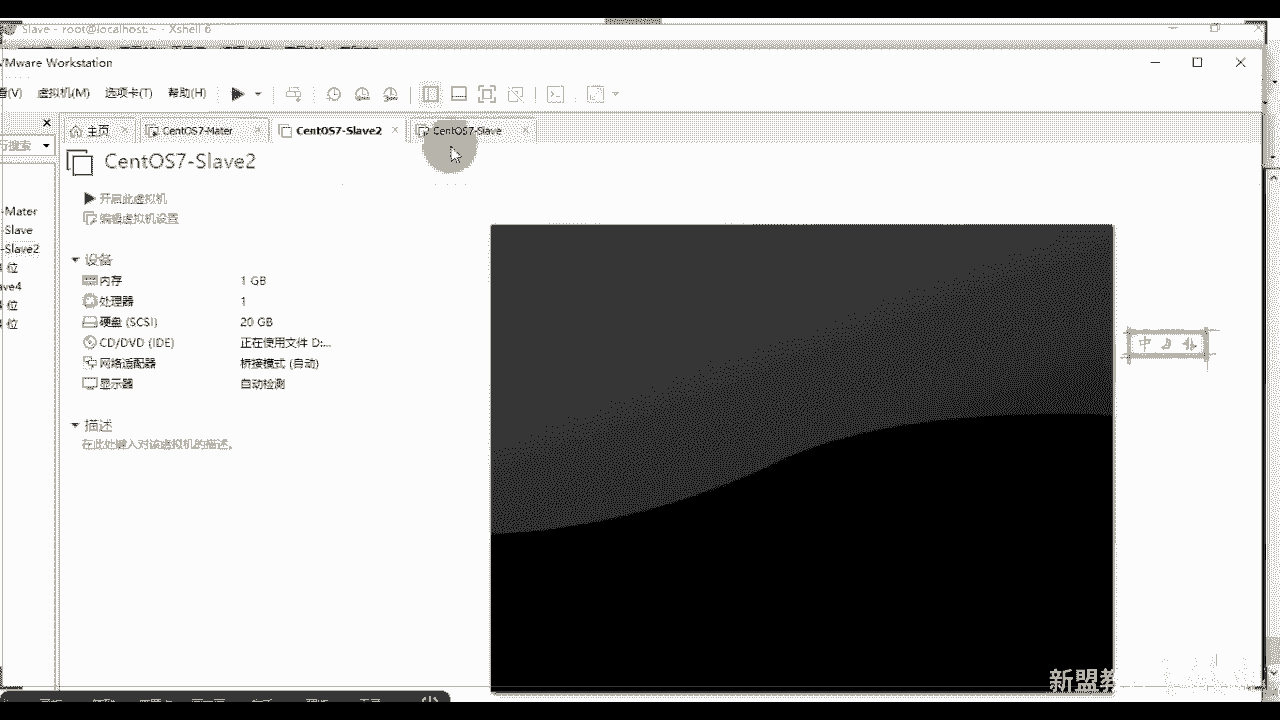 Slave - root@localhost:~ - Xshell 6
VMware Workstation
看(V) 虚拟机(M) 选项卡(T) 帮助(H)
主页 CentOS7-Mater CentOS7-Slave2 CentOS7-Slave
行搜索
CentOS7-Slave2
开启此虚拟机
编辑虚拟机设置
-Mater
-Slave
-Slave2
位
ave4
位
位
设备
内存 1 GB
处理器 1
硬盘 (SCSI) 20 GB
CD/DVD (IDE) 正在使用文件 D:...
网络适配器 桥接模式 (自动)
显示器 自动检测
描述
在此处键入对该虚拟机的描述。
中
新盟教